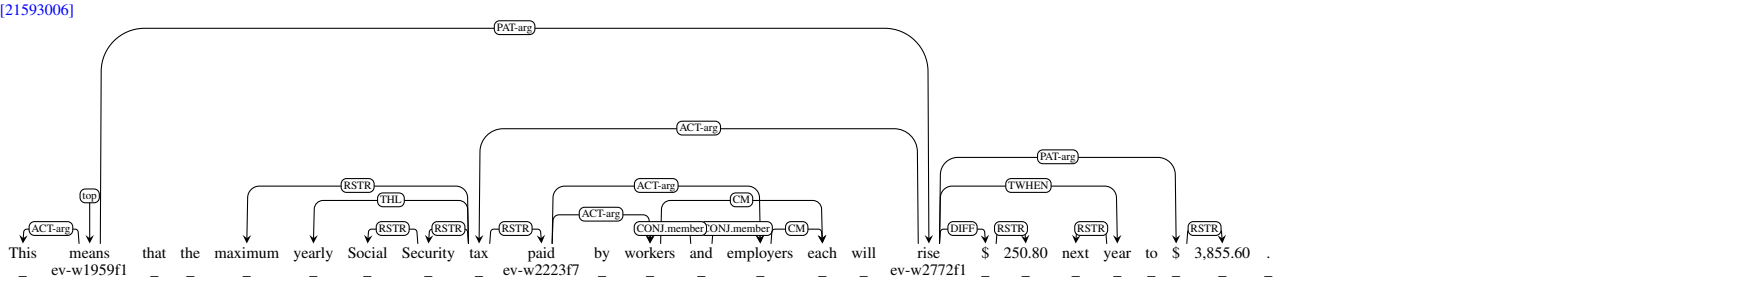 [21593006]
PAT-arg
ACT-arg
PAT-arg
RSTR ACT-arg TWHEN
top THL CM
ACT-arg
ACT-arg RSTR RSTR RSTR CONJ.member CONJ.member CM DIFF RSTR RSTR RSTR
This means that the maximum yearly Social Security tax paid by workers and employers each will rise $ 250.80 next year to $ 3,855.60 .
_ ev-w1959f1 _ _ _ _ _ _ _ ev-w2223f7 _ _ _ _ _ _ ev-w2772f1 _ _ _ _ _ _ _ _